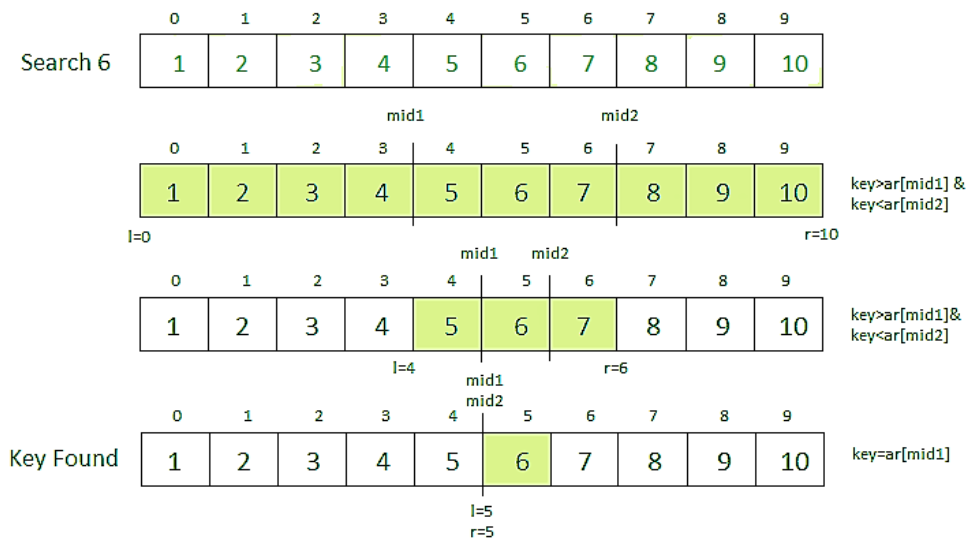 0 1 2 3 4 5 6 7 8 9
Search 6 1 2 3 4 5 6 7 8 9 10
mid1 mid2
0 1 2 3 4 5 6 7 8 9
1 2 3 4 5 6 7 8 9 10
key>ar[mid1] &
key<ar[mid2]
l=0 r=10
mid1 mid2
0 1 2 3 4 5 6 7 8 9
1 2 3 4 5 6 7 8 9 10
key>ar[mid1]&
key<ar[mid2]
l=4 r=6
mid1
mid2
0 1 2 3 4 5 6 7 8 9
Key Found 1 2 3 4 5 6 7 8 9 10 key=ar[mid1]
l=5
r=5